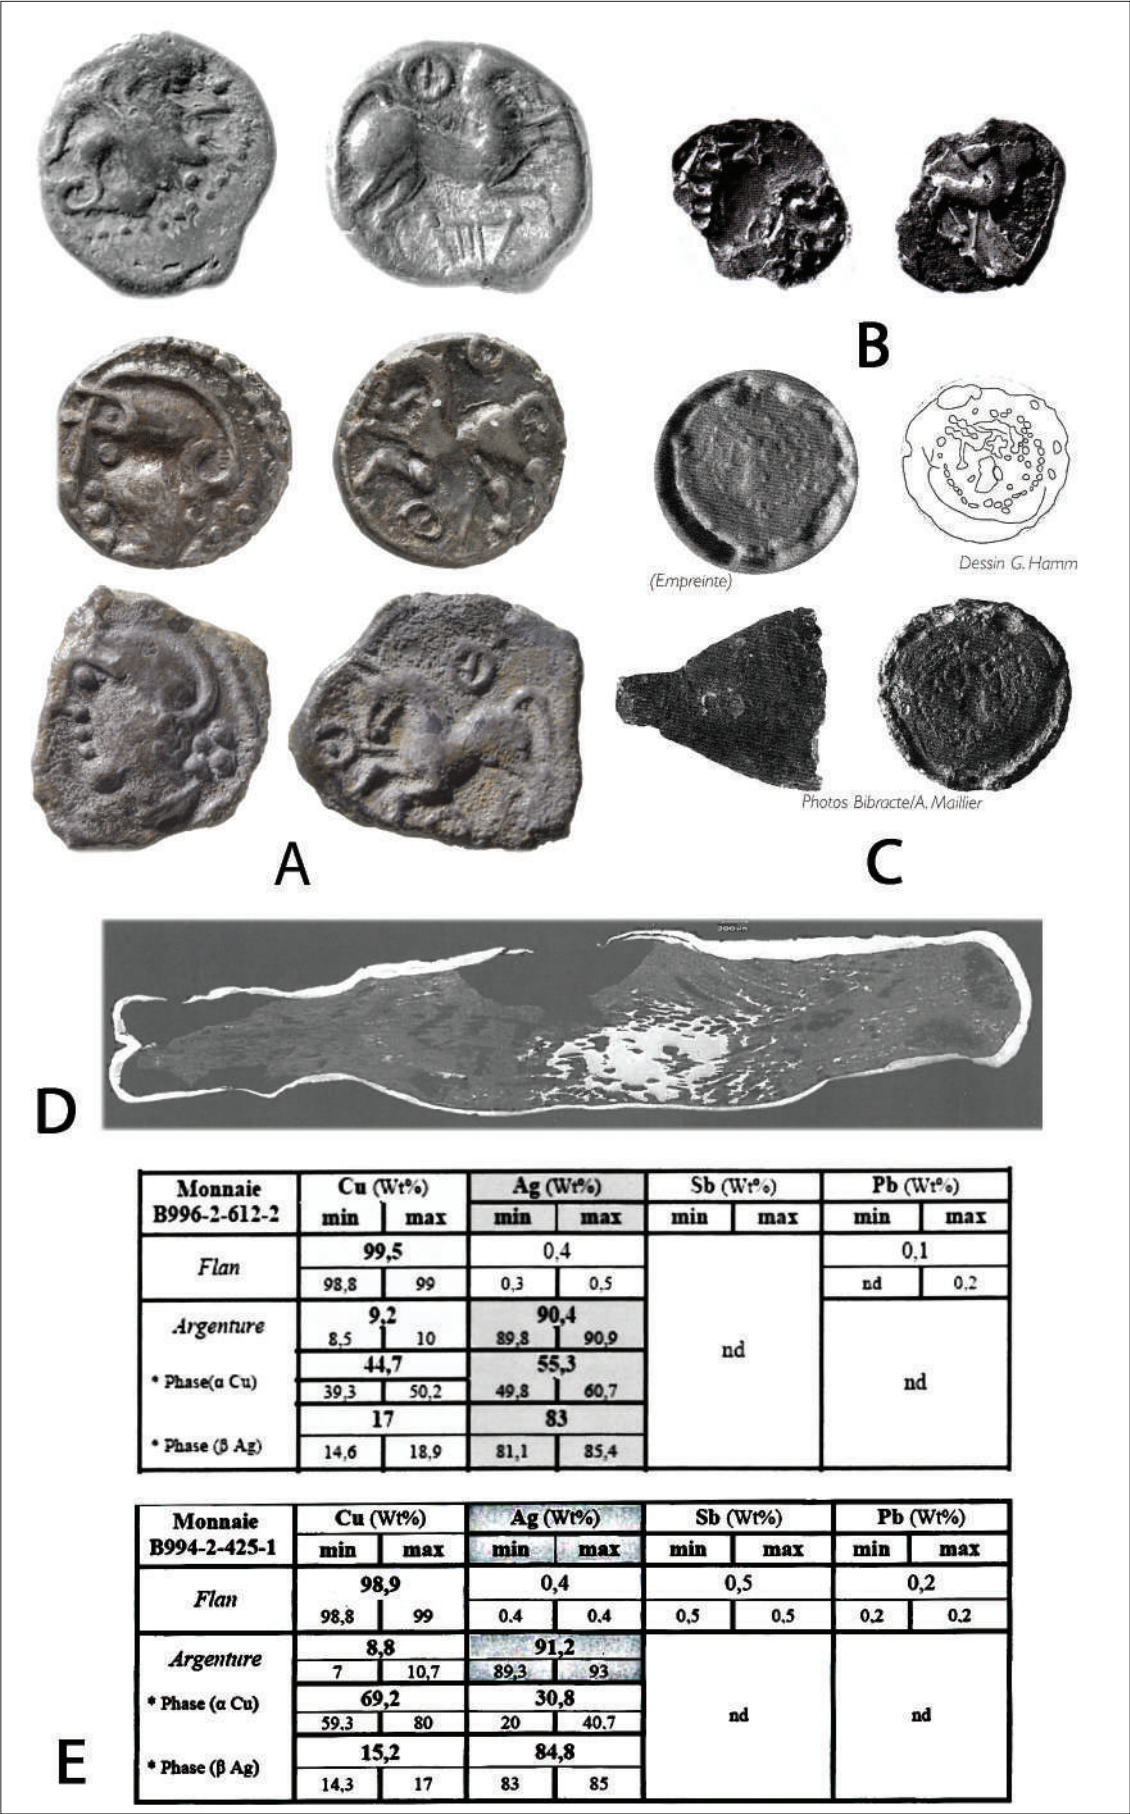 B
(Empreinte)
Dessin G. Hamm
Photos Bibracte/A. Maillier
A
C
D
Monnaie B996-2-612-2 Cu (Wt%) Ag (Wt%) Sb (Wt%) Pb (Wt%)
min max min max min max min max
Flan 99,5 0,4 0,1
98,8 99 0,3 0,5 nd 0,2
Argenture 9,2 90,4
8,5 10 89,8 90,9
nd
* Phase(α Cu) 44,7 55,3
39,3 50,2 49,8 60,7
nd
* Phase (β Ag) 17 83
14,6 18,9 81,1 85,4
Monnaie B994-2-425-1 Cu (Wt%) Ag (Wt%) Sb (Wt%) Pb (Wt%)
min max min max min max min max
Flan 98,9 0,4 0,5 0,2
98,8 99 0.4 0.4 0,5 0,5 0,2 0,2
Argenture 8,8 91,2
7 10,7 89,3 93
* Phase (α Cu) 69,2 30,8
59,3 80 20 40,7
nd nd
* Phase (β Ag) 15,2 84,8
14,3 17 83 85
E